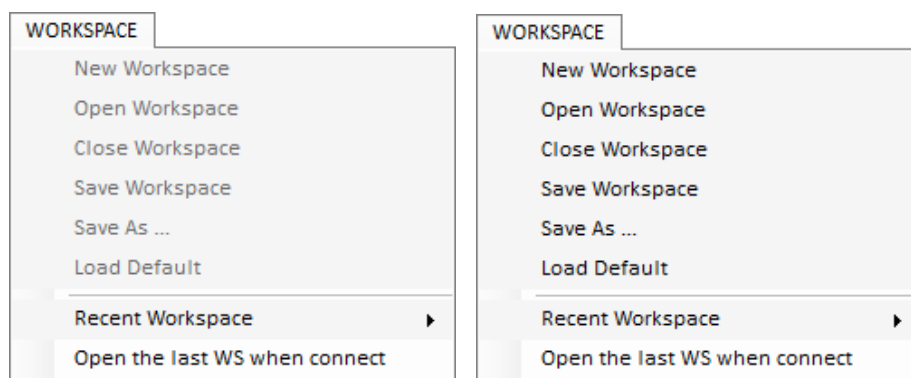 WORKSPACE
New Workspace
Open Workspace
Close Workspace
Save Workspace
Save As ...
Load Default
Recent Workspace
Open the last WS when connect
WORKSPACE
New Workspace
Open Workspace
Close Workspace
Save Workspace
Save As ...
Load Default
Recent Workspace
Open the last WS when connect